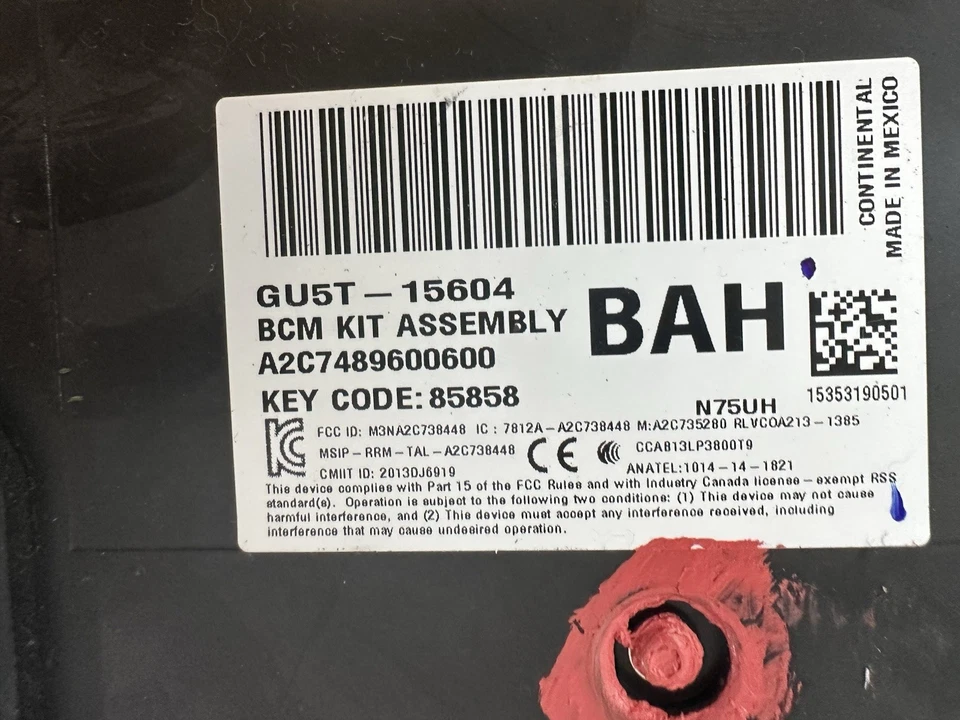 CONTINENTAL
MADE IN MEXICO
GU5T – 15604
BAH
BCM KIT ASSEMBLY
A2C7489600600
KEY CODE: 85858
15353190501
N75UH
FCC ID: M3NA2C738448 IC : 7812A – A2C738448 M:A2C735280 RLVCOA213 – 1385
MSIP – RRM – TAL – A2C738448 CE CCAB13LP3800T9
CMIIT ID: 2013DJ6919 ANATEL:1014 – 14 – 1821
This device complies with Part 15 of the FCC Rules and with Industry Canada license – exempt RSS
standard(s). Operation is subject to the following two conditions: (1) This device may not cause
harmful interference, and (2) This device must accept any interference received, including
interference that may cause undesired operation.